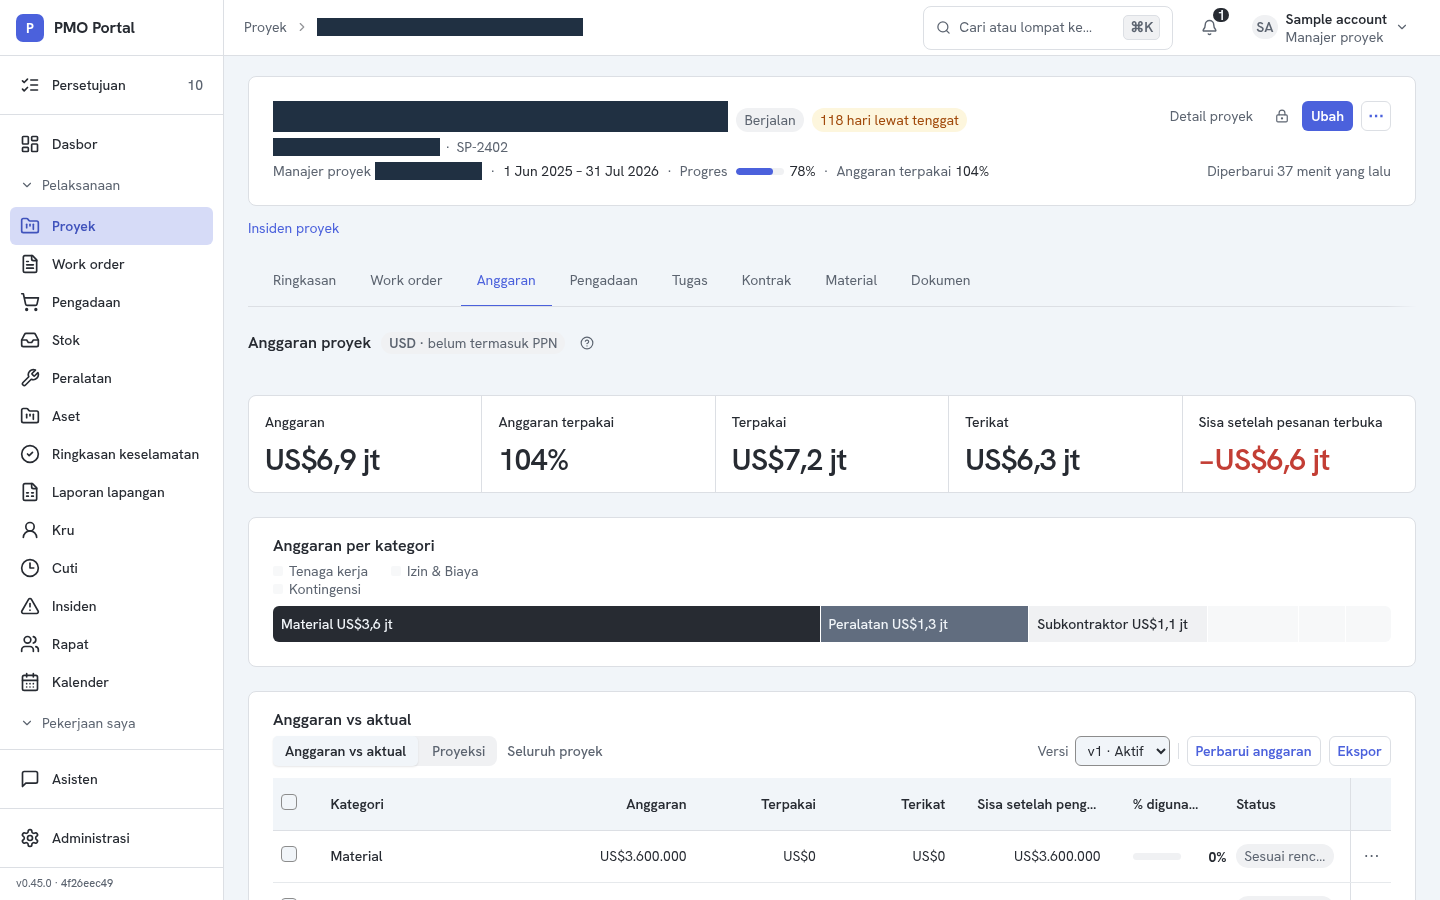 P PMO Portal
Proyek
Cari atau lompat ke... ⌘K
1
SA Sample account
Manajer proyek
Persetujuan 10
Dasbor
Pelaksanaan
Proyek
Work order
Pengadaan
Stok
Peralatan
Aset
Ringkasan keselamatan
Laporan lapangan
Kru
Cuti
Insiden
Rapat
Kalender
Pekerjaan saya
Asisten
Administrasi
v0.45.0 · 4f26eec49
Berjalan 118 hari lewat tenggat
Detail proyek Ubah
· SP-2402
Manajer proyek · 1 Jun 2025 – 31 Jul 2026 · Progres 78% · Anggaran terpakai 104%
Diperbarui 37 menit yang lalu
Insiden proyek
Ringkasan Work order Anggaran Pengadaan Tugas Kontrak Material Dokumen
Anggaran proyek USD · belum termasuk PPN
Anggaran Anggaran terpakai Terpakai Terikat Sisa setelah pesanan terbuka
US$6,9 jt 104% US$7,2 jt US$6,3 jt –US$6,6 jt
Anggaran per kategori
Tenaga kerja Izin & Biaya
Kontingensi
Material US$3,6 jt Peralatan US$1,3 jt Subkontraktor US$1,1 jt
Anggaran vs aktual
Anggaran vs aktual Proyeksi Seluruh proyek Versi v1 · Aktif Perbarui anggaran Ekspor
Kategori Anggaran Terpakai Terikat Sisa setelah peng... % diguna... Status
Material US$3.600.000 US$0 US$0 US$3.600.000 0% Sesuai renc...